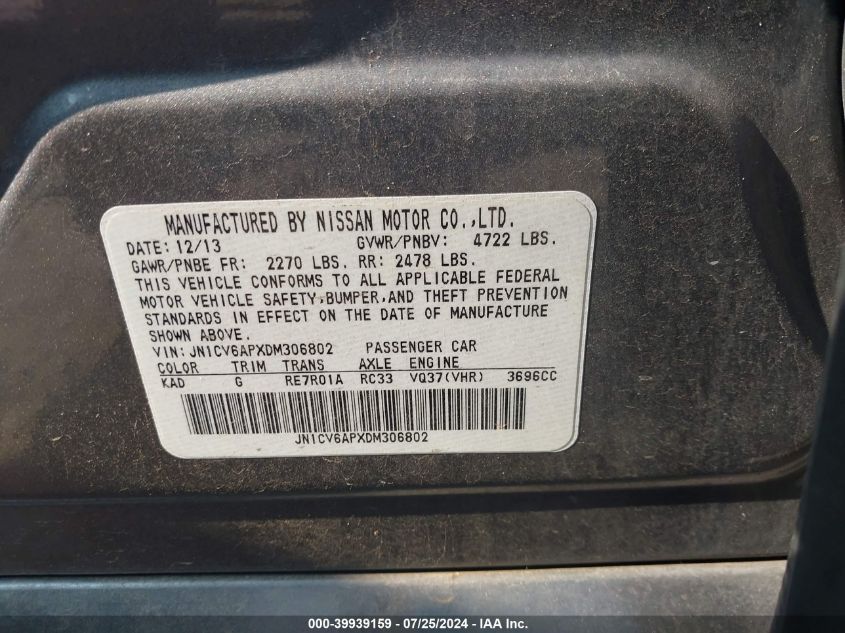 MANUFACTURED BY NISSAN MOTOR CO.,LTD.
DATE: 12/13 GVWR/PNBV: 4722 LBS.
GAWR/PNBE FR: 2270 LBS. RR: 2478 LBS.
THIS VEHICLE CONFORMS TO ALL APPLICABLE FEDERAL
MOTOR VEHICLE SAFETY,BUMPER,AND THEFT PREVENTION
STANDARDS IN EFFECT ON THE DATE OF MANUFACTURE
SHOWN ABOVE.
VIN: JN1CV6APXDM306802 PASSENGER CAR
COLOR TRIM TRANS AXLE ENGINE
KAD G RE7R01A RC33 VQ37(VHR) 3696CC
JN1CV6APXDM306802
000-39939159 - 07/25/2024 - IAA Inc.